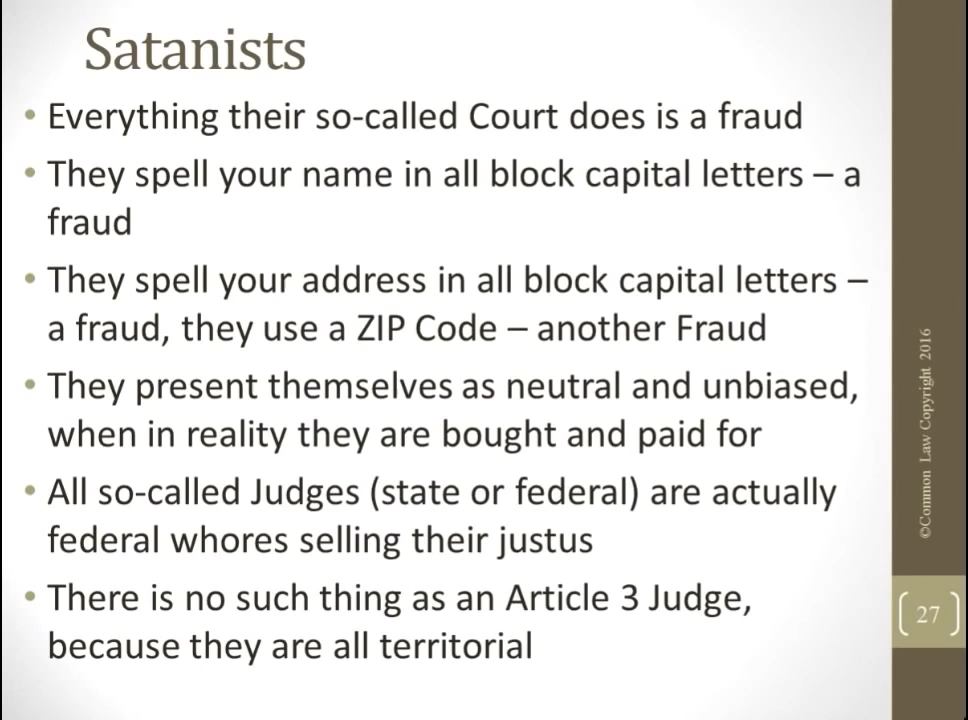 Satanists
• Everything their so-called Court does is a fraud
• They spell your name in all block capital letters – a
fraud
• They spell your address in all block capital letters –
a fraud, they use a ZIP Code – another Fraud
• They present themselves as neutral and unbiased,
when in reality they are bought and paid for
• All so-called Judges (state or federal) are actually
federal whores selling their justus
• There is no such thing as an Article 3 Judge,
because they are all territorial
©Common Law Copyright 2016
27